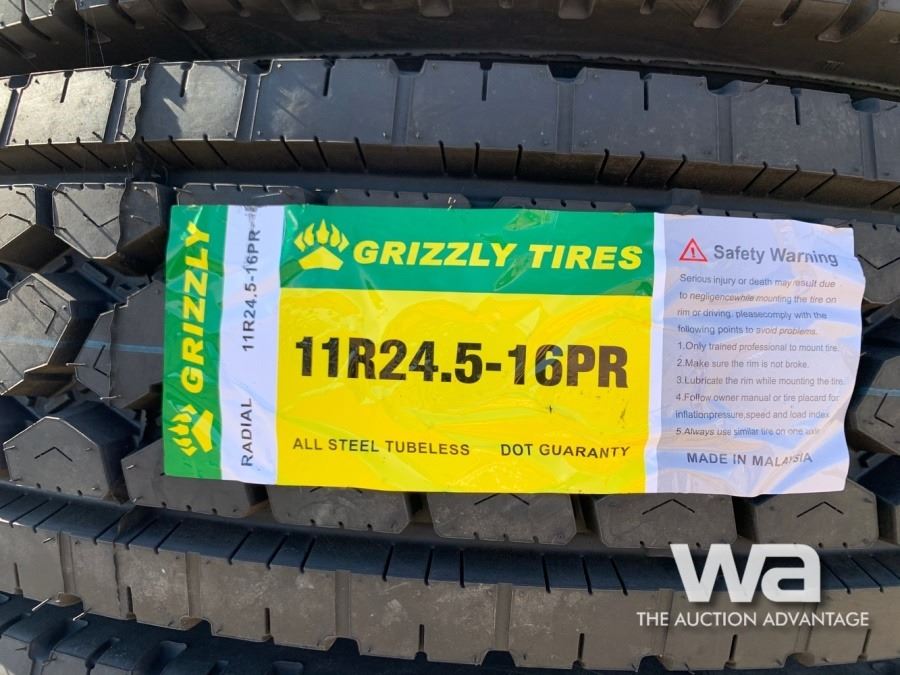 GRIZZLY
RADIAL 11R24.5-16PR
GRIZZLY TIRES
11R24.5-16PR
ALL STEEL TUBELESS DOT GUARANTY
Safety Warning
Serious injury or death may result due
to negligencewhile mounting the tire on
rim or driving. pleasecomply with the
following points to avoid problems.
1.Only trained professional to mount tire.
2.Make sure the rim is not broke.
3.Lubricate the rim while mounting the tire.
4.Follow owner manual or tire placard for
inflationpressure,speed and load index
5.Always use similar tire on one axle
MADE IN MALAYSIA
wa
THE AUCTION ADVANTAGE